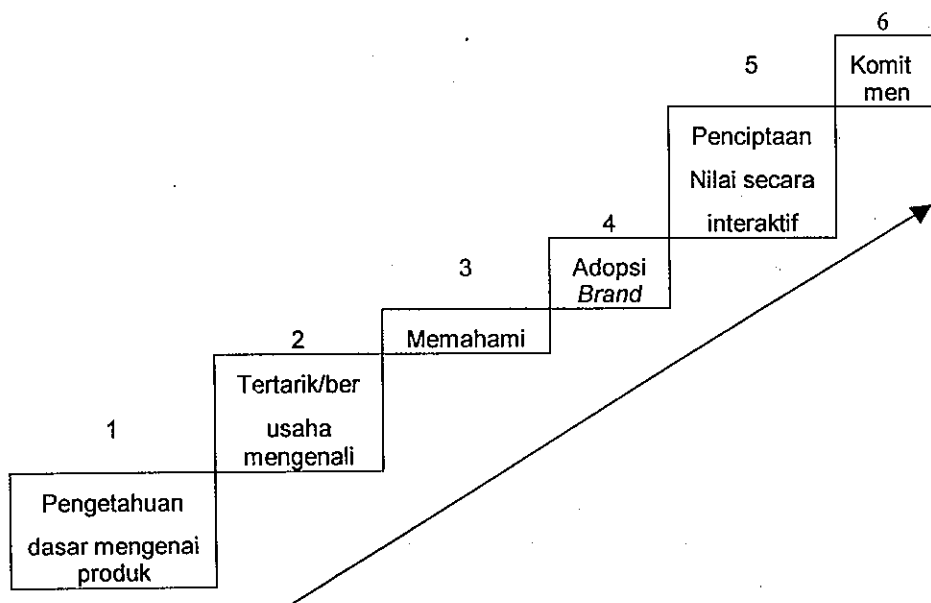 1
Pengetahuan
dasar mengenai
produk
2
Tertarik/ber
usaha
mengenali
3
Memahami
4
Adopsi
Brand
5
Penciptaan
Nilai secara
interaktif
6
Komit
men